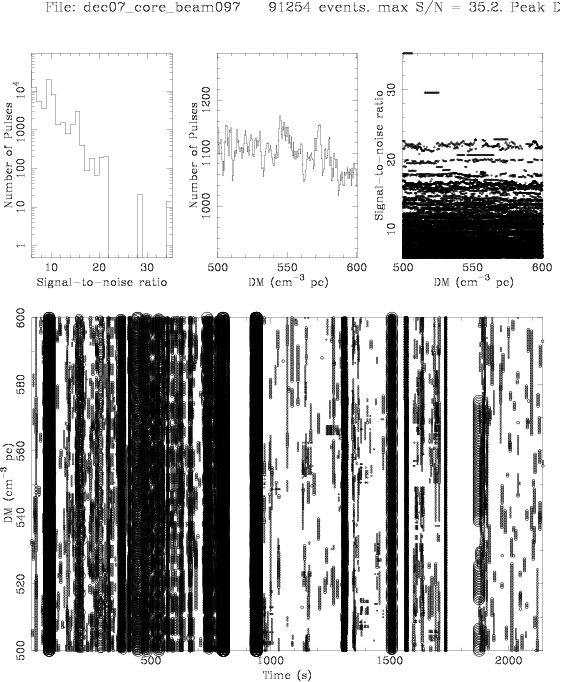 File: dec07_core_beam097 91254 events. max S/N = 35.2. Peak D
Number of Pulses
1 10 100 1000 10^4
10 20 30
Signal-to-noise ratio
Number of Pulses
1000 1100 1200
500 550 600
DM (cm^-3 pc)
Signal-to-noise ratio
10 20 30
500 550 600
DM (cm^-3 pc)
DM (cm^-3 pc)
500 520 540 560 580 600
500 1000 1500 2000
Time (s)